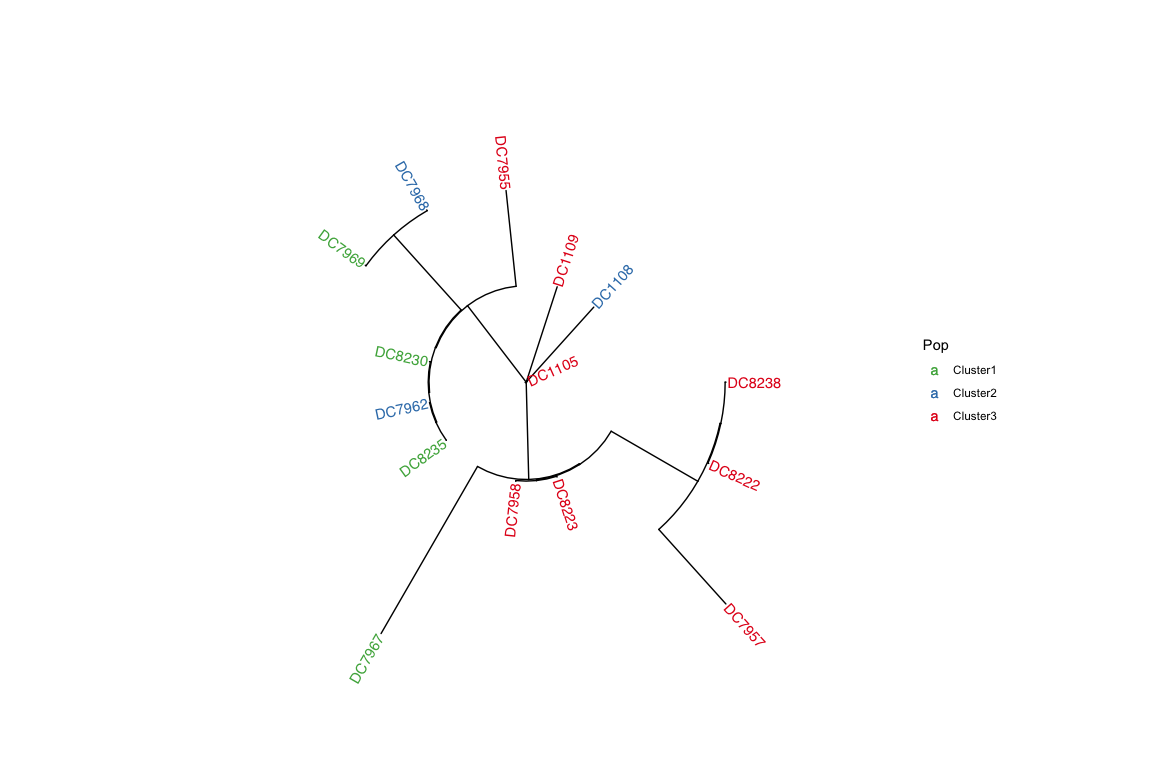 DC7955
DC7968
DC7969
DC1109
DC1108
DC8230
DC1105
DC8238
DC7962
DC8235
DC8222
DC7958
DC8223
DC7957
DC7967
Pop
a Cluster1
a Cluster2
a Cluster3